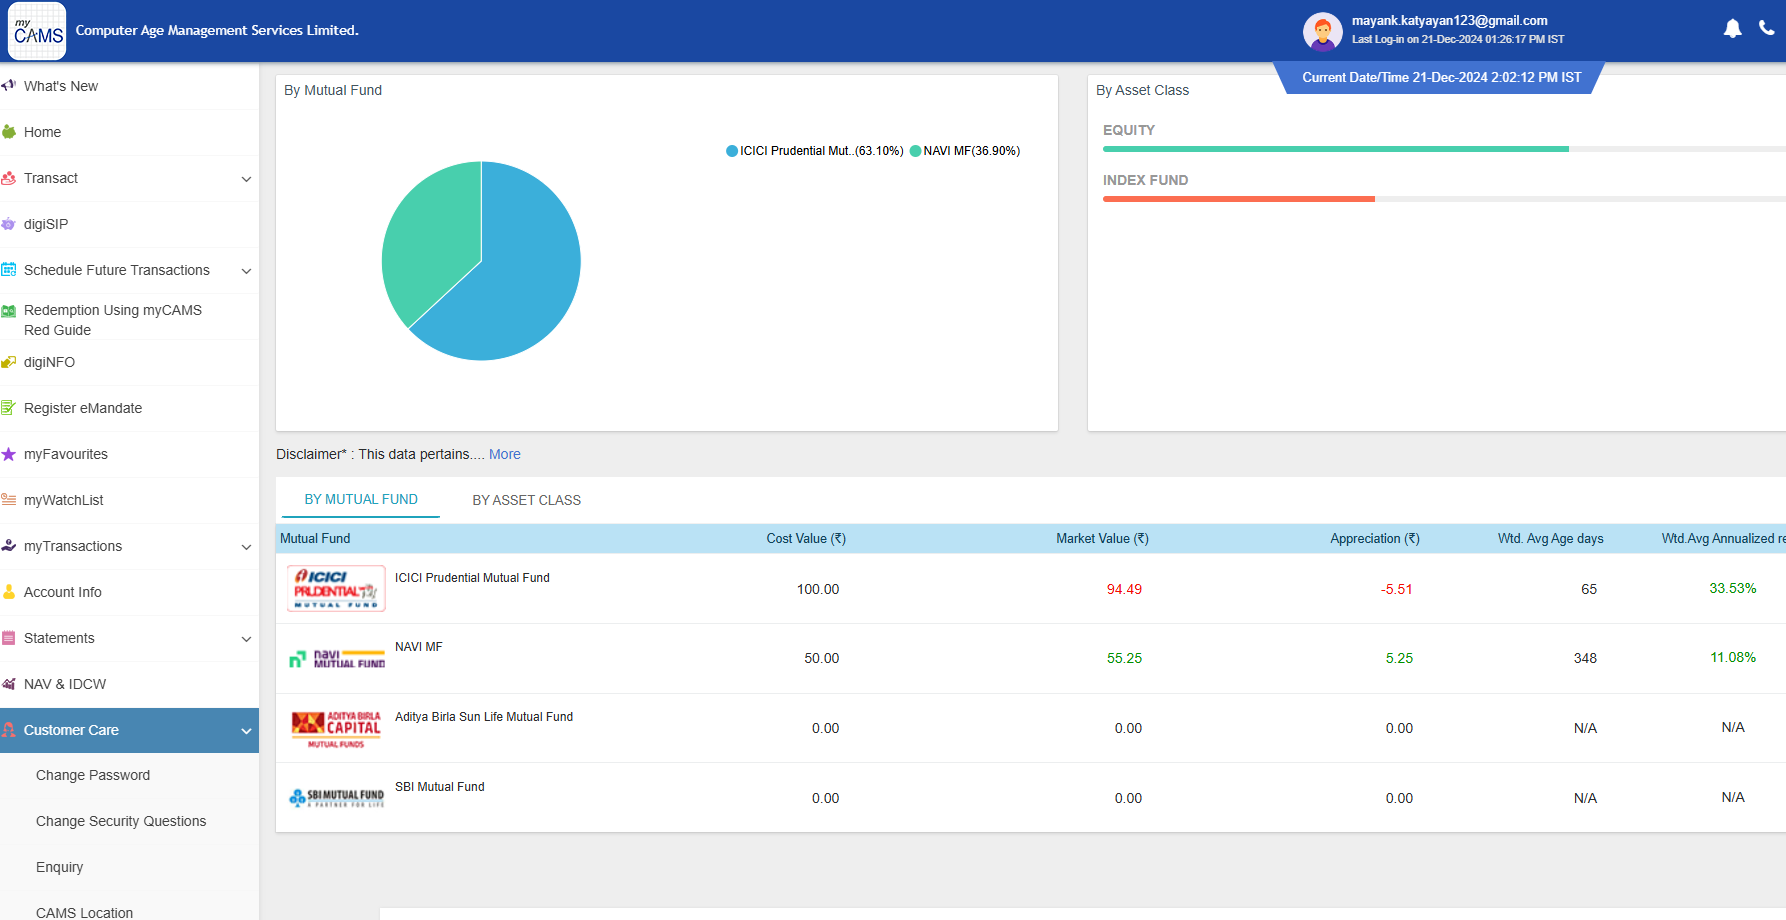 my
CAMS
Computer Age Management Services Limited.
mayank.katyayan123@gmail.com
Last Log-in on 21-Dec-2024 01:26:17 PM IST
Current Date/Time 21-Dec-2024 2:02:12 PM IST
What's New
Home
Transact
digiSIP
Schedule Future Transactions
Redemption Using myCAMS
Red Guide
digiNFO
Register eMandate
myFavourites
myWatchList
myTransactions
Account Info
Statements
NAV & IDCW
Customer Care
Change Password
Change Security Questions
Enquiry
CAMS Location
By Mutual Fund
ICICI Prudential Mut..(63.10%) NAVI MF(36.90%)
By Asset Class
EQUITY
INDEX FUND
Disclaimer* : This data pertains.... More
BY MUTUAL FUND BY ASSET CLASS
Mutual Fund Cost Value (₹) Market Value (₹) Appreciation (₹) Wtd. Avg Age days Wtd.Avg Annualized re
ICICI
PRUDENTIAL
MUTUAL FUND
ICICI Prudential Mutual Fund 100.00 94.49 -5.51 65 33.53%
navi
MUTUAL FUND
NAVI MF 50.00 55.25 5.25 348 11.08%
ADITYA BIRLA
CAPITAL
MUTUAL FUNDS
Aditya Birla Sun Life Mutual Fund 0.00 0.00 0.00 N/A N/A
SBI MUTUAL FUND
A PARTNER FOR LIFE
SBI Mutual Fund 0.00 0.00 0.00 N/A N/A